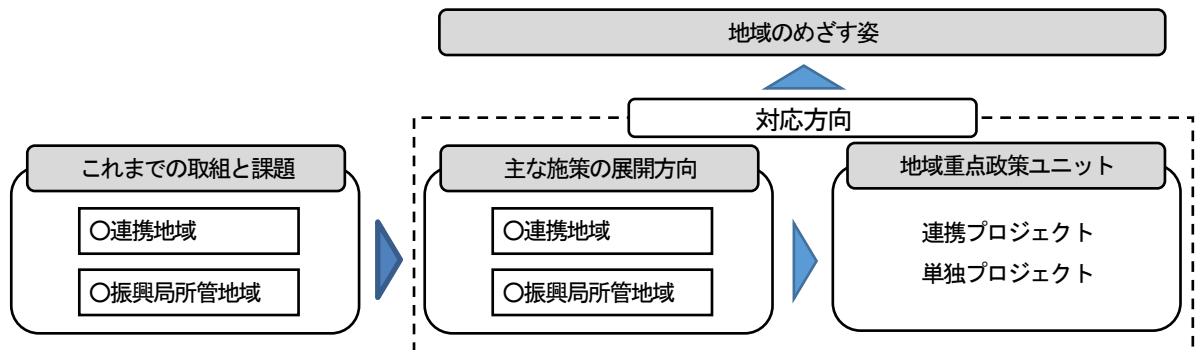 地域のめざす姿
対応方向
これまでの取組と課題
〇連携地域
〇振興局所管地域
主な施策の展開方向
〇連携地域
〇振興局所管地域
地域重点政策ユニット
連携プロジェクト
単独プロジェクト